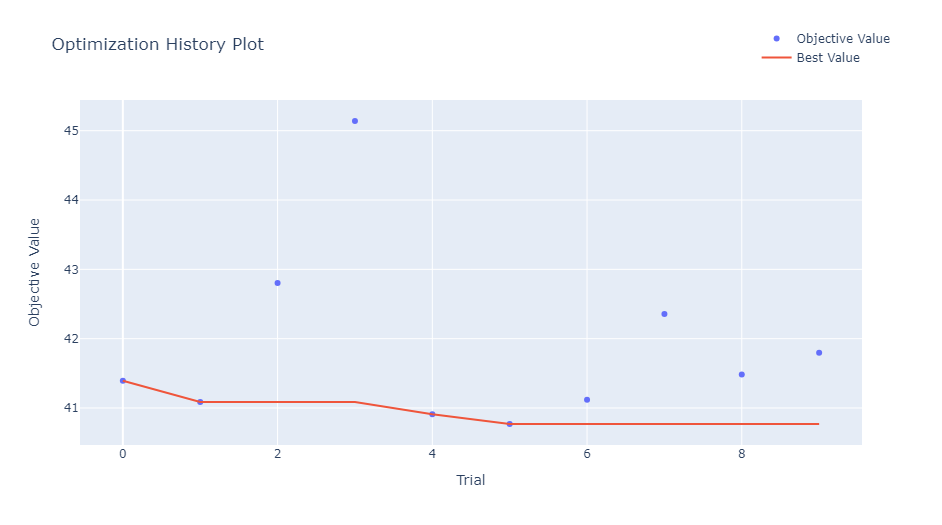 Optimization History Plot
Objective Value
Best Value
45
44
43
42
41
Objective Value
0 2 4 6 8
Trial